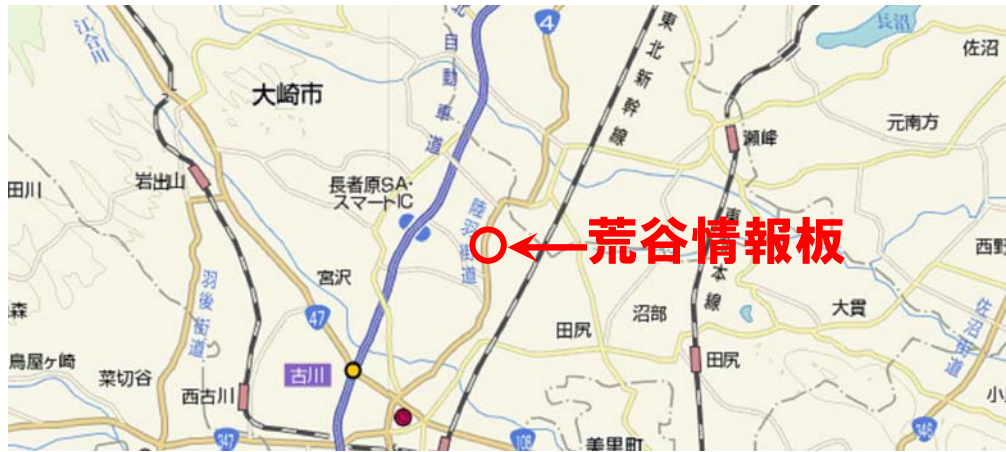 江合川
北自動車道
4
東北新幹線
長沼
佐沼
大崎市
元南方
瀬峰
田川
岩出山
長者原SA・
スマートIC
陸羽街道
荒谷情報板
西野
羽後街道
宮沢
東
本線
大貫
佐沼街道
森
47
田尻
沼部
鳥屋ヶ崎
菜切谷
古川
田尻
西古川
小
347
108
美里町
346